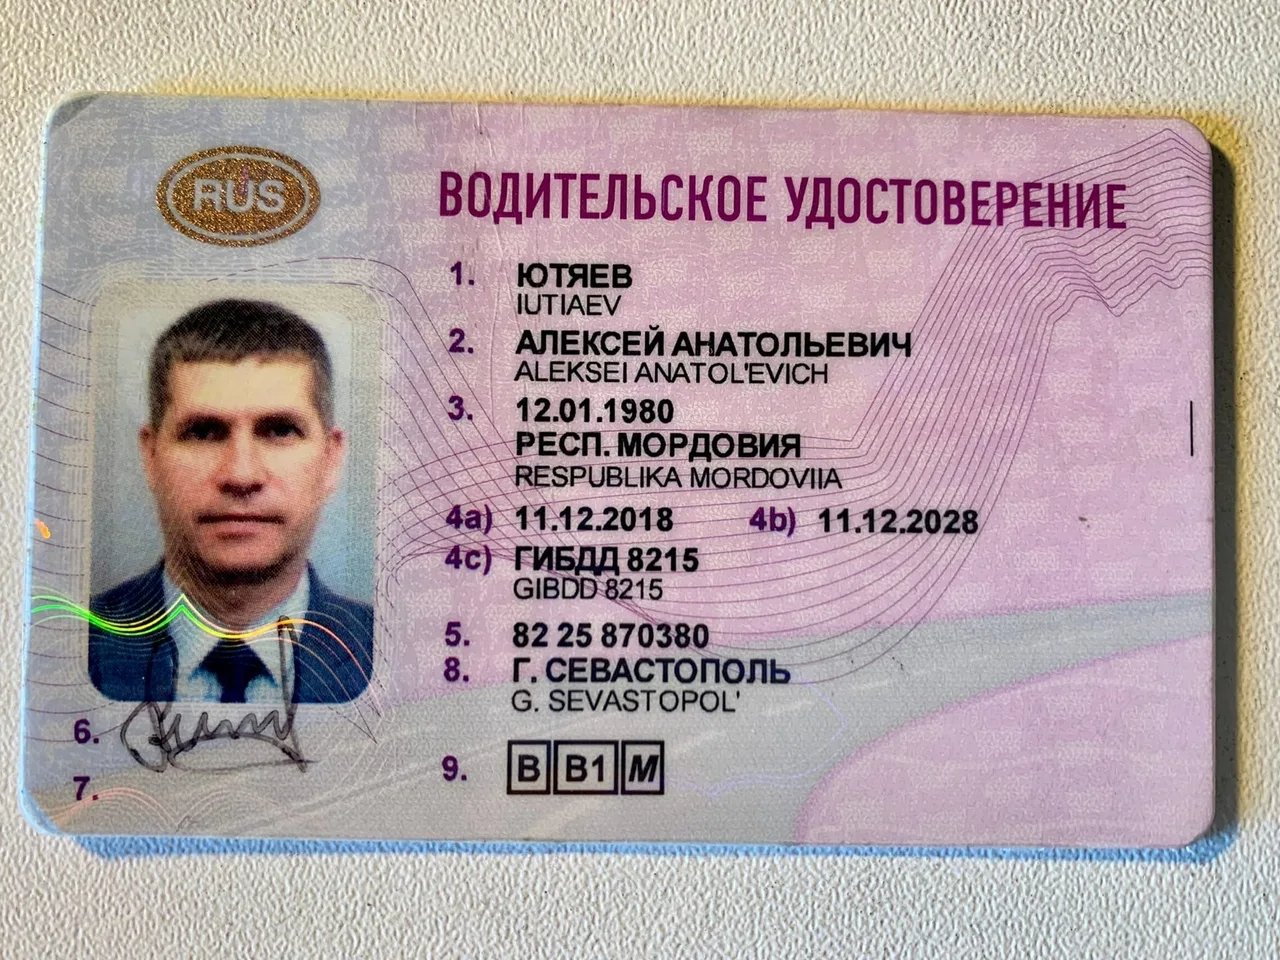 RUS
ВОДИТЕЛЬСКОЕ УДОСТОВЕРЕНИЕ
1. ЮТЯЕВ
IUTIAEV
2. АЛЕКСЕЙ АНАТОЛЬЕВИЧ
ALEKSEI ANATOL'EVICH
3. 12.01.1980
РЕСП. МОРДОВИЯ
RESPUBLIKA MORDOVIIA
4a) 11.12.2018 4b) 11.12.2028
4c) ГИБДД 8215
GIBDD 8215
5. 82 25 870380
8. Г. СЕВАСТОПОЛЬ
G. SEVASTOPOL'
6.
7.
9. B B1 M